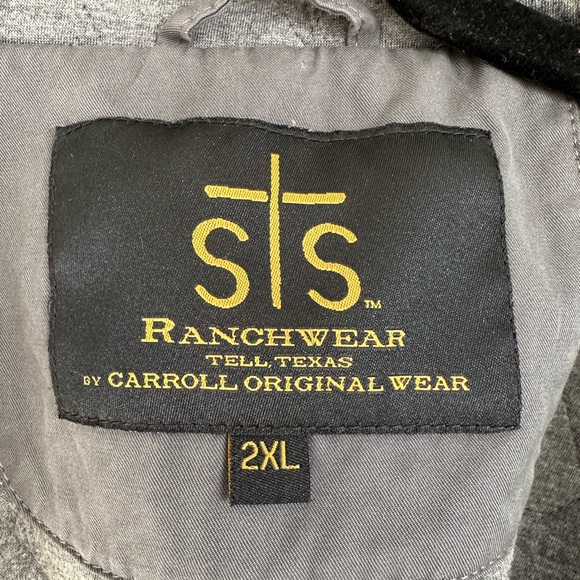 STS™
RANCHWEAR
TELL, TEXAS
BY CARROLL ORIGINAL WEAR
2XL